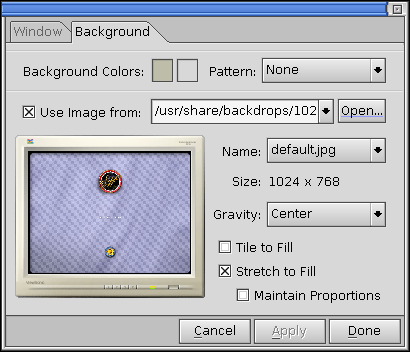 Window Background
Background Colors: Pattern: None
Use Image from: /usr/share/backdrops/102 Open...
Name: default.jpg
Size: 1024 x 768
Gravity: Center
Tile to Fill
Stretch to Fill
Maintain Proportions
Cancel Apply Done